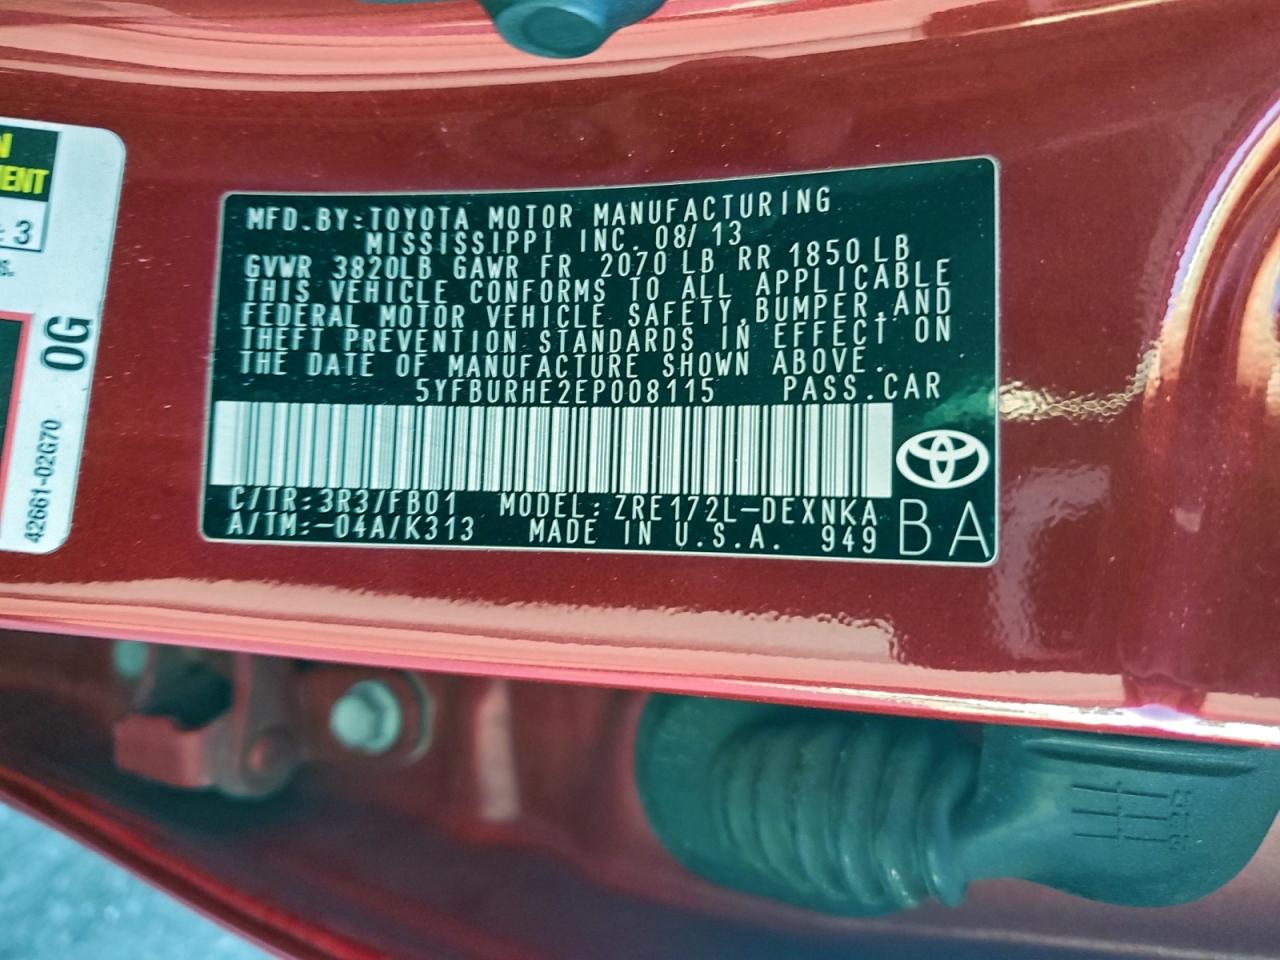 MFD.BY:TOYOTA MOTOR MANUFACTURING
MISSISSIPPI INC. 08/13
GVWR 3820LB GAWR FR 2070 LB RR 1850 LB
THIS VEHICLE CONFORMS TO ALL APPLICABLE
FEDERAL MOTOR VEHICLE SAFETY,BUMPER,AND
THEFT PREVENTION STANDARDS IN EFFECT ON
THE DATE OF MANUFACTURE SHOWN ABOVE.
5YFBURHE2EP008115 PASS.CAR
C/TR:3R3/FB01 MODEL:ZRE172L-DEXNKA
A/TM:-04A/K313 MADE IN U.S.A. 949
BA
3
0G
42661-02G70